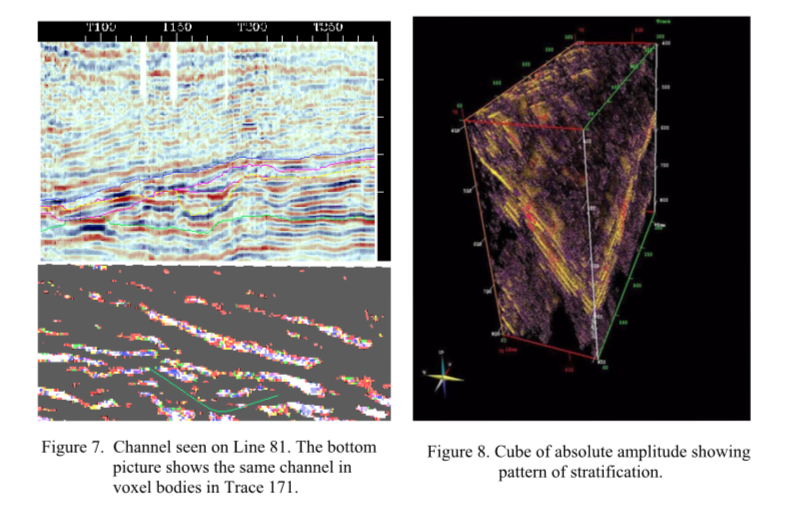 T100 T150 T200 T250
Trace
Figure 7. Channel seen on Line 81. The bottom
picture shows the same channel in
voxel bodies in Trace 171.
Figure 8. Cube of absolute amplitude showing
pattern of stratification.